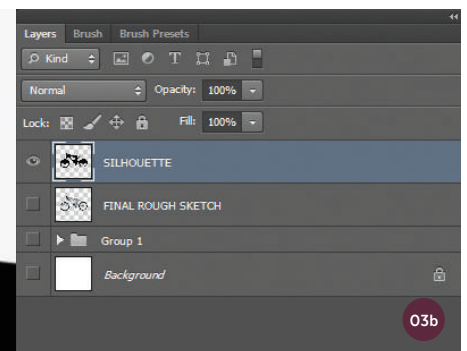 Layers Brush Brush Presets
Kind T
Normal Opacity: 100%
Lock: Fill: 100%
SILHOUETTE
FINAL ROUGH SKETCH
Group 1
Background
03b